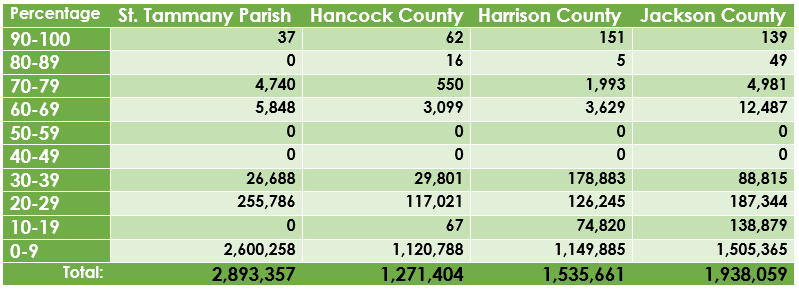 Percentage St. Tammany Parish Hancock County Harrison County Jackson County
90-100 37 62 151 139
80-89 0 16 5 49
70-79 4,740 550 1,993 4,981
60-69 5,848 3,099 3,629 12,487
50-59 0 0 0 0
40-49 0 0 0 0
30-39 26,688 29,801 178,883 88,815
20-29 255,786 117,021 126,245 187,344
10-19 0 67 74,820 138,879
0-9 2,600,258 1,120,788 1,149,885 1,505,365
Total: 2,893,357 1,271,404 1,535,661 1,938,059